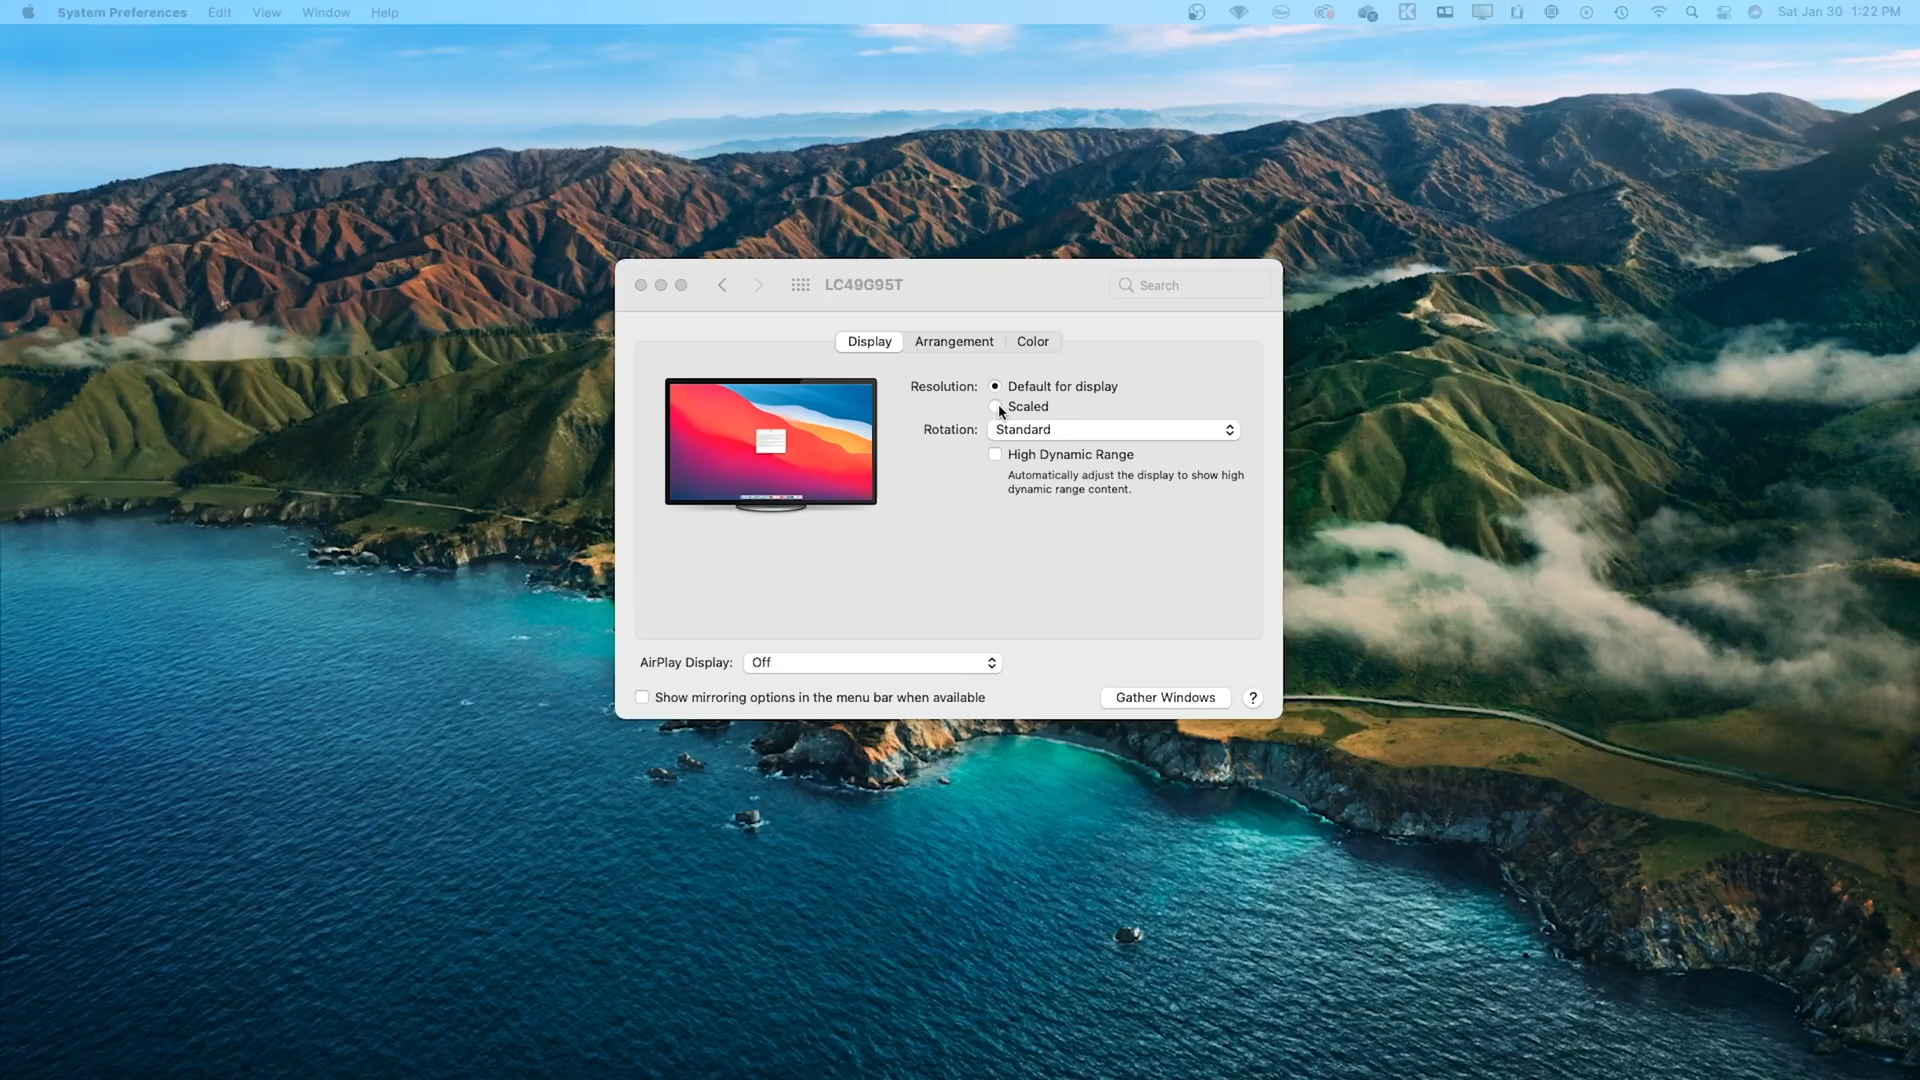 System Preferences Edit View Window Help Sat Jan 30 1:22 PM
LC49G95T Search
Display Arrangement Color
Resolution: Default for display
Scaled
Rotation: Standard
High Dynamic Range
Automatically adjust the display to show high
dynamic range content.
AirPlay Display: Off
Show mirroring options in the menu bar when available Gather Windows ?